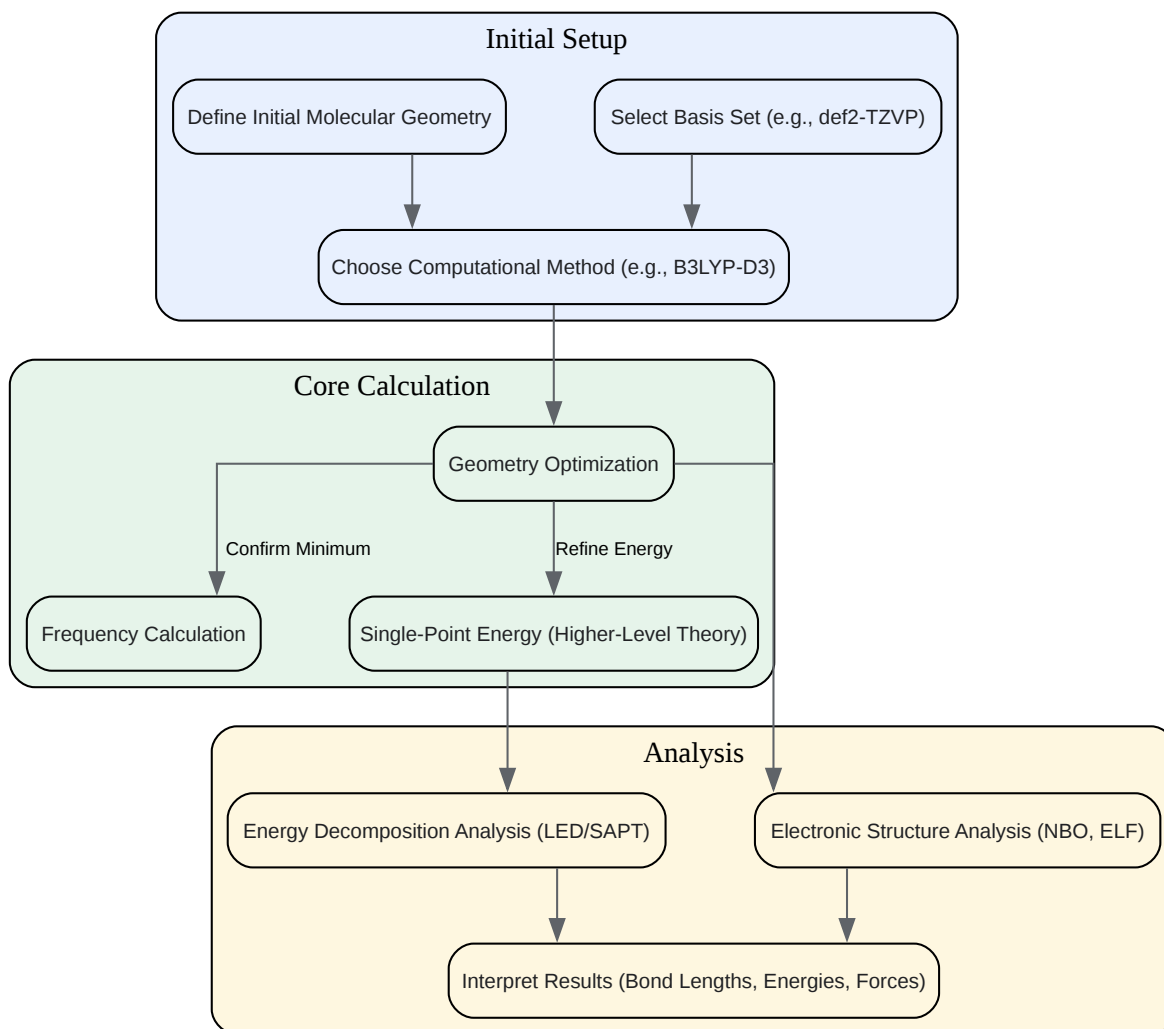 Initial Setup
Define Initial Molecular Geometry
Select Basis Set (e.g., def2-TZVP)
Choose Computational Method (e.g., B3LYP-D3)
Core Calculation
Geometry Optimization
Confirm Minimum
Refine Energy
Frequency Calculation
Single-Point Energy (Higher-Level Theory)
Analysis
Energy Decomposition Analysis (LED/SAPT)
Electronic Structure Analysis (NBO, ELF)
Interpret Results (Bond Lengths, Energies, Forces)